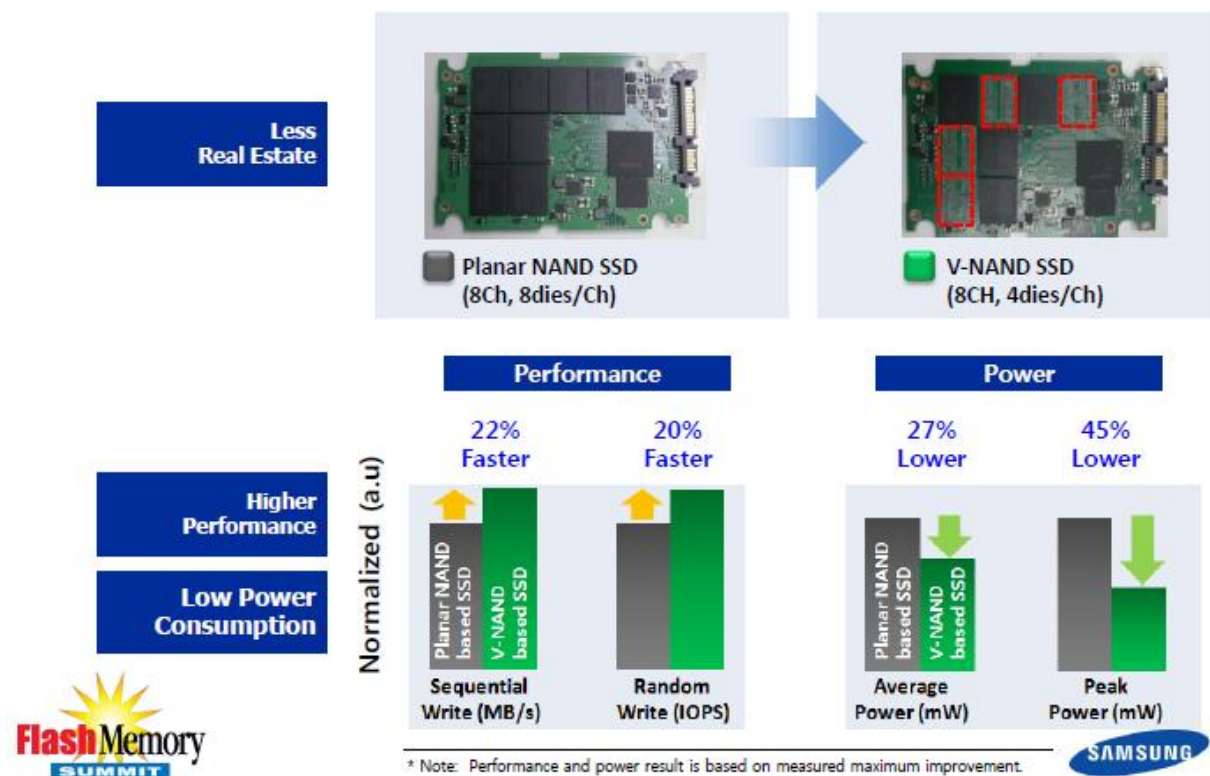 Less
Real Estate
Planar NAND SSD
(8Ch, 8dies/Ch)
V-NAND SSD
(8CH, 4dies/Ch)
Performance
Power
22%
Faster
20%
Faster
27%
Lower
45%
Lower
Higher
Performance
Low Power
Consumption
Normalized (a.u)
Planar NAND
based SSD
V-NAND
based SSD
Planar NAND
based SSD
V-NAND
based SSD
Sequential
Write (MB/s)
Random
Write (IOPS)
Average
Power (mW)
Peak
Power (mW)
FlashMemory
SUMMIT
* Note: Performance and power result is based on measured maximum improvement.
SAMSUNG